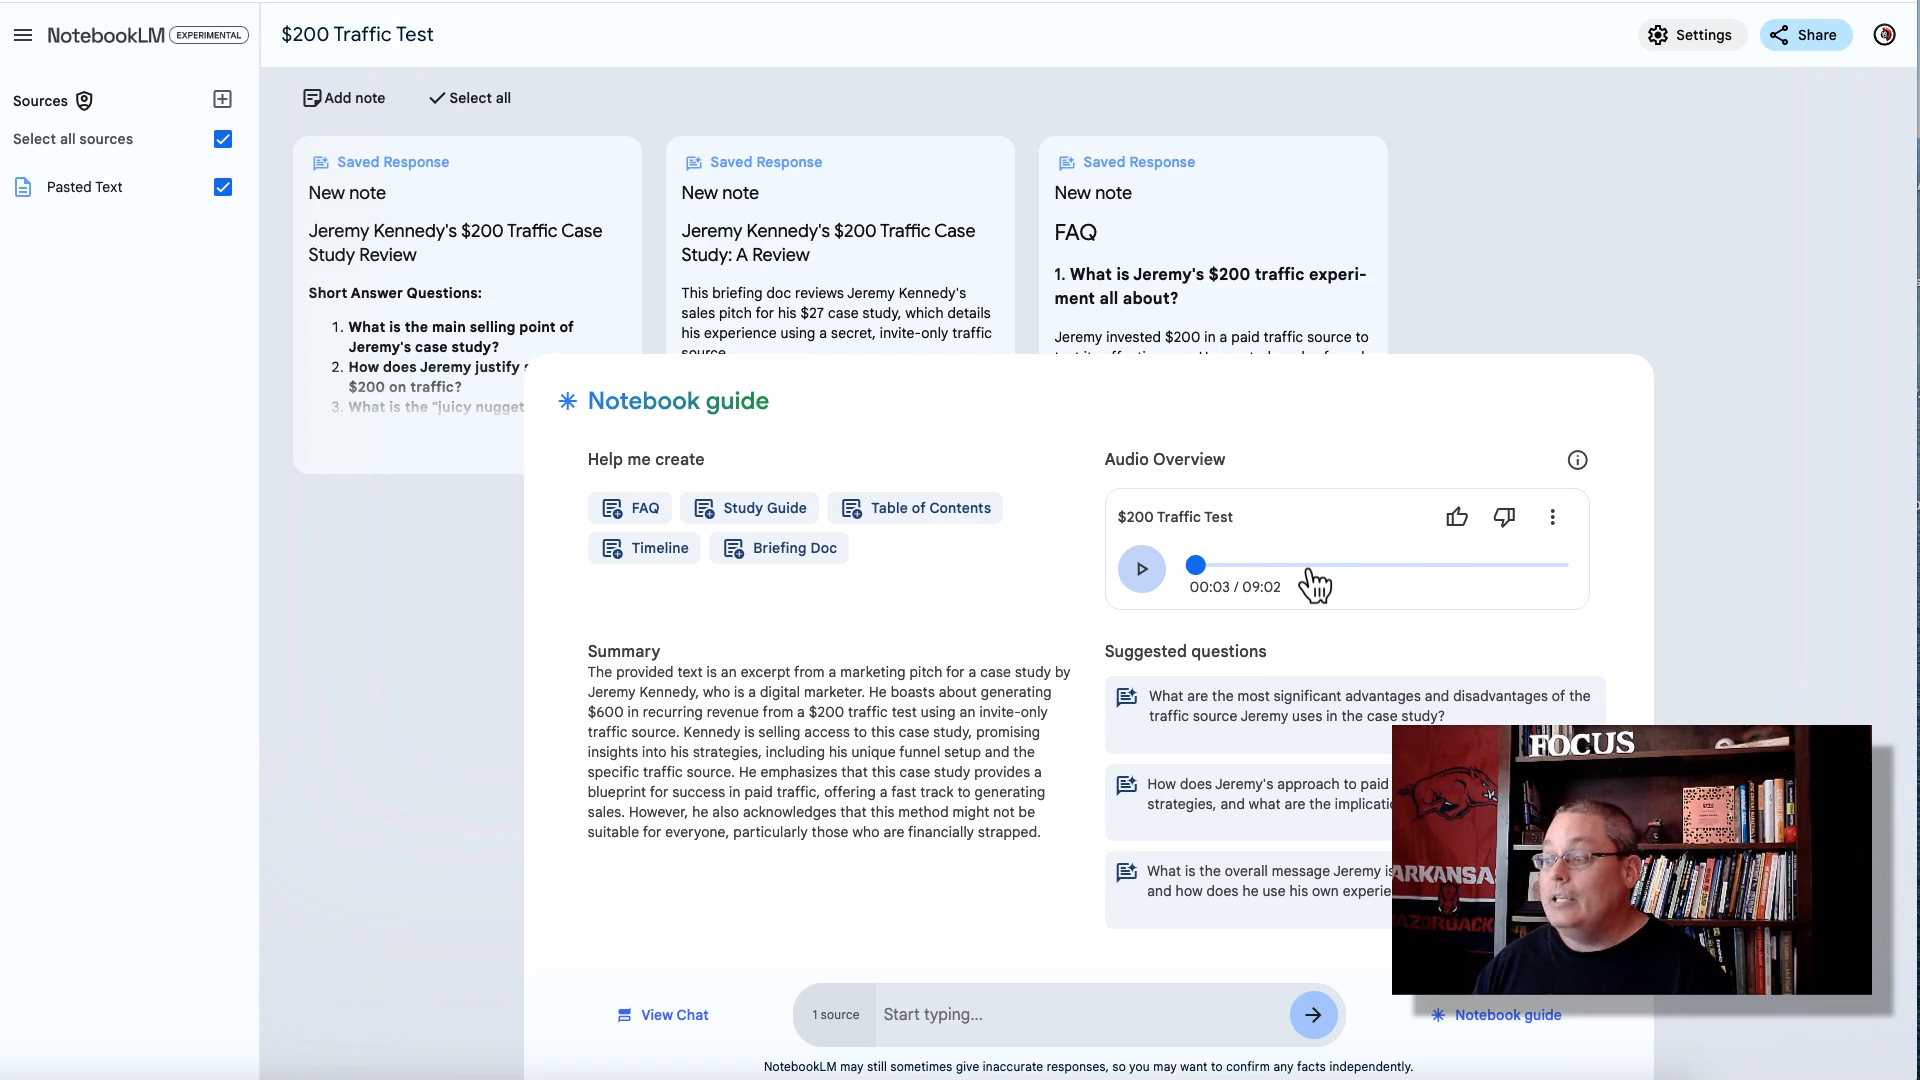 NotebookLM EXPERIMENTAL
$200 Traffic Test
Settings
Share
Sources
Select all sources
Pasted Text
Add note
Select all
Saved Response
New note
Jeremy Kennedy's $200 Traffic Case
Study Review
Short Answer Questions:
1. What is the main selling point of
Jeremy's case study?
2. How does Jeremy justify
$200 on traffic?
3. What is the "juicy nugget
Saved Response
New note
Jeremy Kennedy's $200 Traffic Case
Study: A Review
This briefing doc reviews Jeremy Kennedy's
sales pitch for his $27 case study, which details
his experience using a secret, invite-only traffic
source.
Saved Response
New note
FAQ
1. What is Jeremy's $200 traffic experi-
ment all about?
Jeremy invested $200 in a paid traffic source to
Notebook guide
Help me create
FAQ
Study Guide
Table of Contents
Timeline
Briefing Doc
Audio Overview
$200 Traffic Test
00:03 / 09:02
Summary
The provided text is an excerpt from a marketing pitch for a case study by
Jeremy Kennedy, who is a digital marketer. He boasts about generating
$600 in recurring revenue from a $200 traffic test using an invite-only
traffic source. Kennedy is selling access to this case study, promising
insights into his strategies, including his unique funnel setup and the
specific traffic source. He emphasizes that this case study provides a
blueprint for success in paid traffic, offering a fast track to generating
sales. However, he also acknowledges that this method might not be
suitable for everyone, particularly those who are financially strapped.
Suggested questions
What are the most significant advantages and disadvantages of the
traffic source Jeremy uses in the case study?
How does Jeremy's approach to paid
strategies, and what are the implicatio
What is the overall message Jeremy is
and how does he use his own experie
FOCUS
ARKANSA
RAZORBACK
View Chat
1 source
Start typing...
Notebook guide
NotebookLM may still sometimes give inaccurate responses, so you may want to confirm any facts independently.